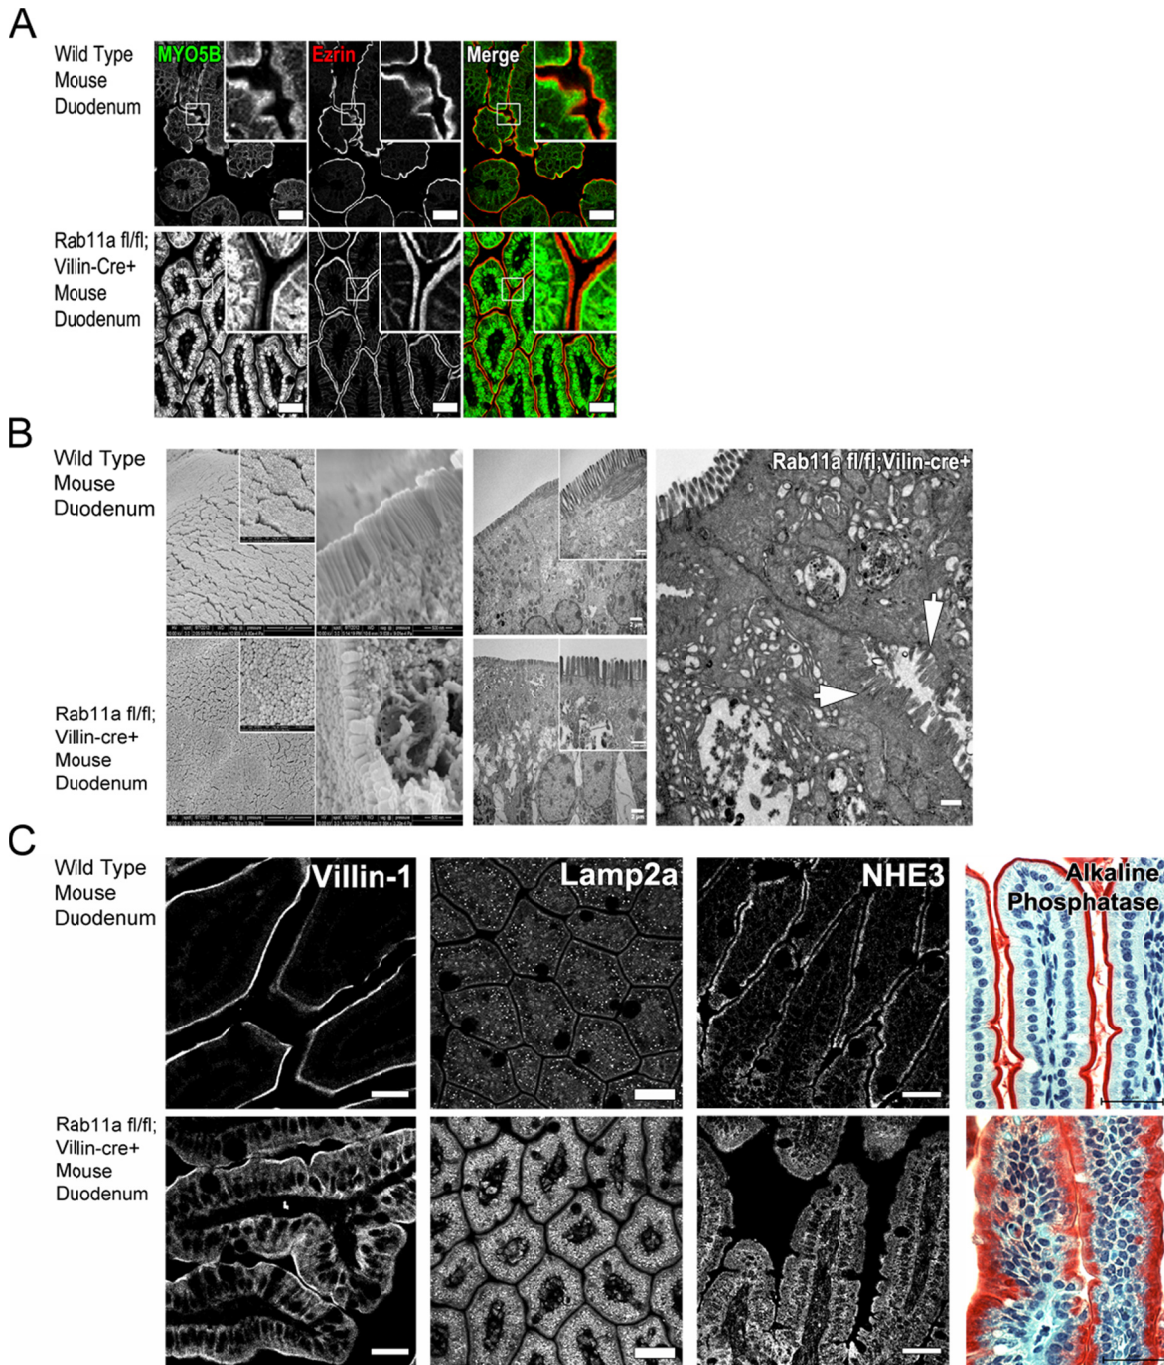 A
Wild Type
Mouse
Duodenum
MYO5B
Ezrin
Merge
Rab11a fl/fl;
Villin-Cre+
Mouse
Duodenum
B
Wild Type
Mouse
Duodenum
Rab11a fl/fl;Vilin-cre+
Rab11a fl/fl;
Villin-cre+
Mouse
Duodenum
C
Wild Type
Mouse
Duodenum
Villin-1
Lamp2a
NHE3
Alkaline
Phosphatase
Rab11a fl/fl;
Villin-cre+
Mouse
Duodenum